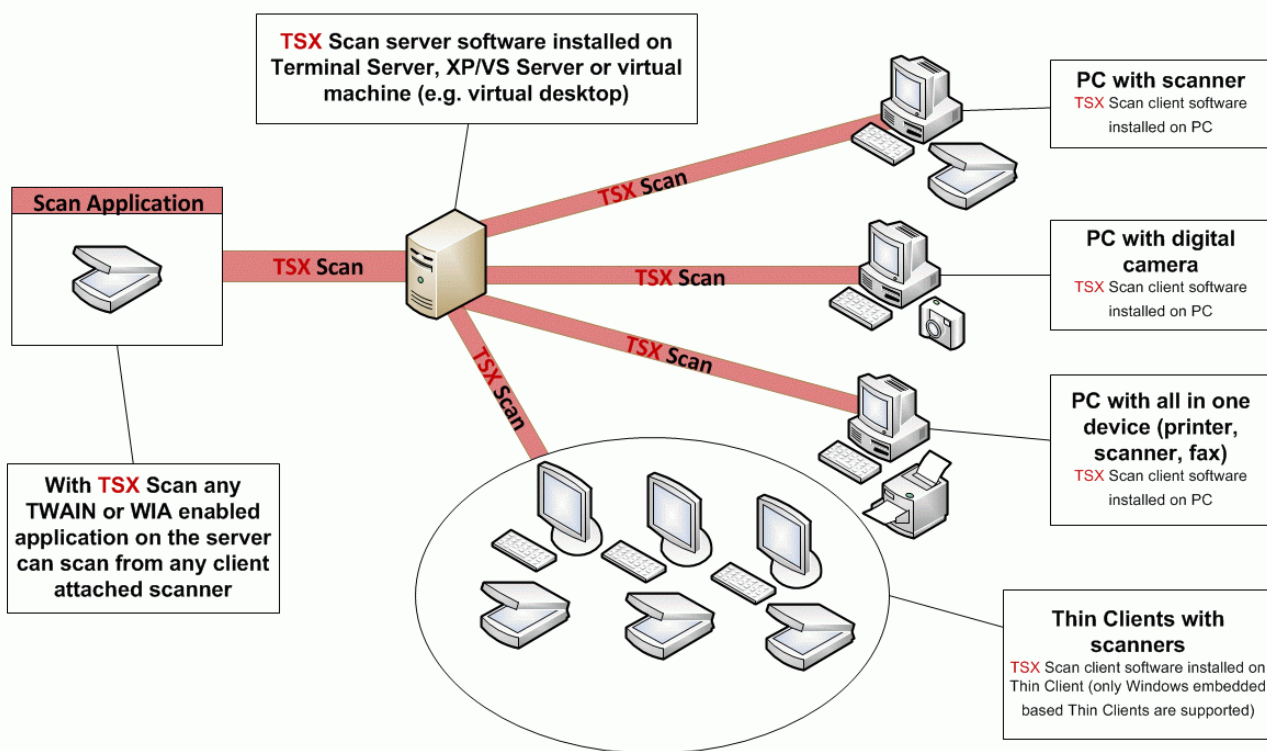 TSX Scan server software installed on
Terminal Server, XP/VS Server or virtual
machine (e.g. virtual desktop)
PC with scanner
TSX Scan client software
installed on PC
Scan Application
TSX Scan
TSX Scan
TSX Scan
TSX Scan
TSX Scan
PC with digital
camera
TSX Scan client software
installed on PC
PC with all in one
device (printer,
scanner, fax)
TSX Scan client software
installed on PC
With TSX Scan any
TWAIN or WIA enabled
application on the server
can scan from any client
attached scanner
Thin Clients with
scanners
TSX Scan client software installed on
Thin Client (only Windows embedded
based Thin Clients are supported)